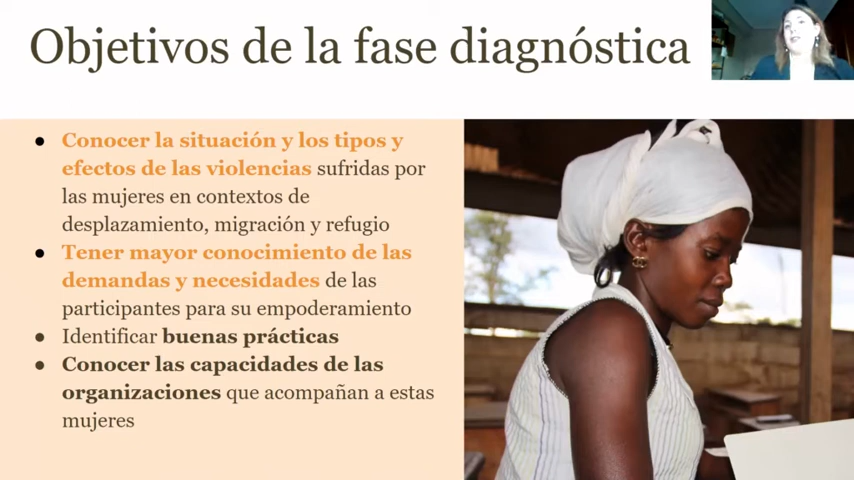 Objetivos de la fase diagnóstica
● Conocer la situación y los tipos y
efectos de las violencias sufridas por
las mujeres en contextos de
desplazamiento, migración y refugio
● Tener mayor conocimiento de las
demandas y necesidades de las
participantes para su empoderamiento
● Identificar buenas prácticas
● Conocer las capacidades de las
organizaciones que acompañan a estas
mujeres